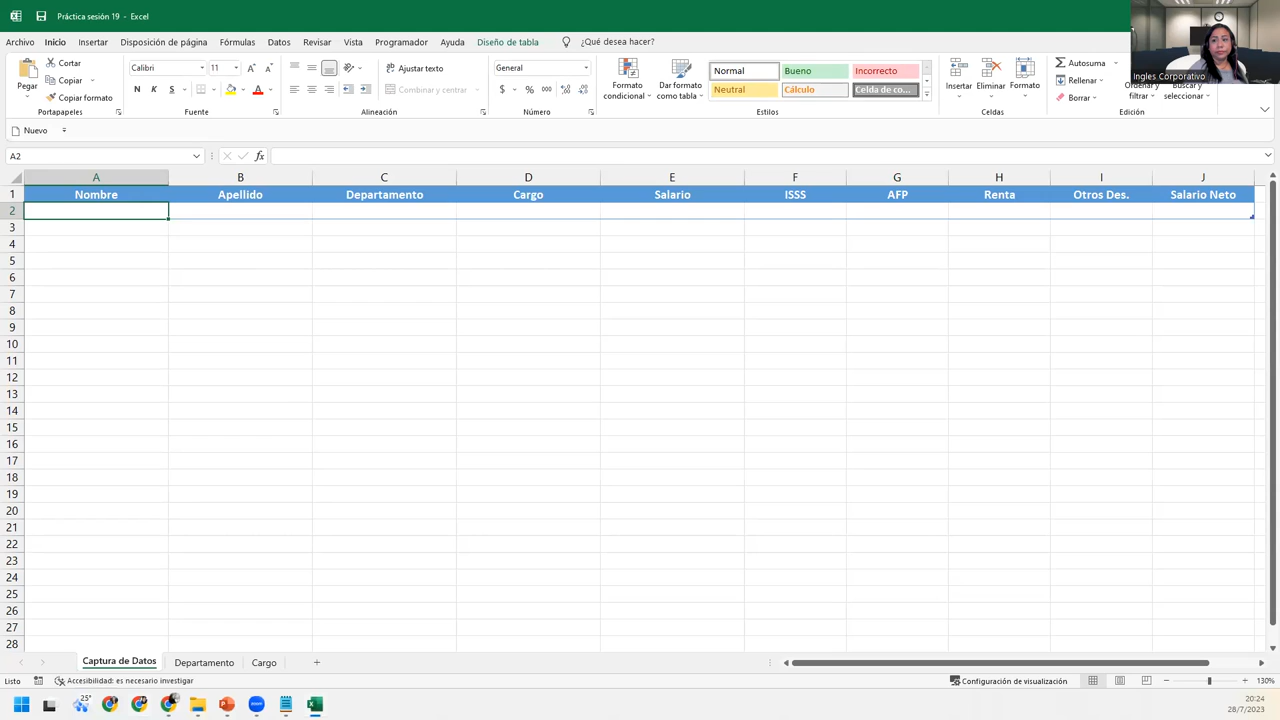 Práctica sesión 19 - Excel
Archivo Inicio Insertar Disposición de página Fórmulas Datos Revisar Vista Programador Ayuda Diseño de tabla ¿Qué desea hacer?
Ingles Corporativo
Pegar
Cortar
Copiar
Copiar formato
Portapapeles
Calibri 11
N K S
Fuente
Ajustar texto
Combinar y centrar
Alineación
General
$ % 000
Número
Formato condicional
Dar formato como tabla
Normal Bueno Incorrecto
Neutral Cálculo Celda de co...
Estilos
Insertar Eliminar Formato
Celdas
Autosuma
Rellenar
Borrar
Ordenar y filtrar
Buscar y seleccionar
Edición
Nuevo
A2
fx
A B C D E F G H I J
1 Nombre Apellido Departamento Cargo Salario ISSS AFP Renta Otros Des. Salario Neto
2
3
4
5
6
7
8
9
10
11
12
13
14
15
16
17
18
19
20
21
22
23
24
25
26
27
28
Captura de Datos Departamento Cargo
Listo Accesibilidad: es necesario investigar Configuración de visualización 130%
25°
20:24
28/7/2023